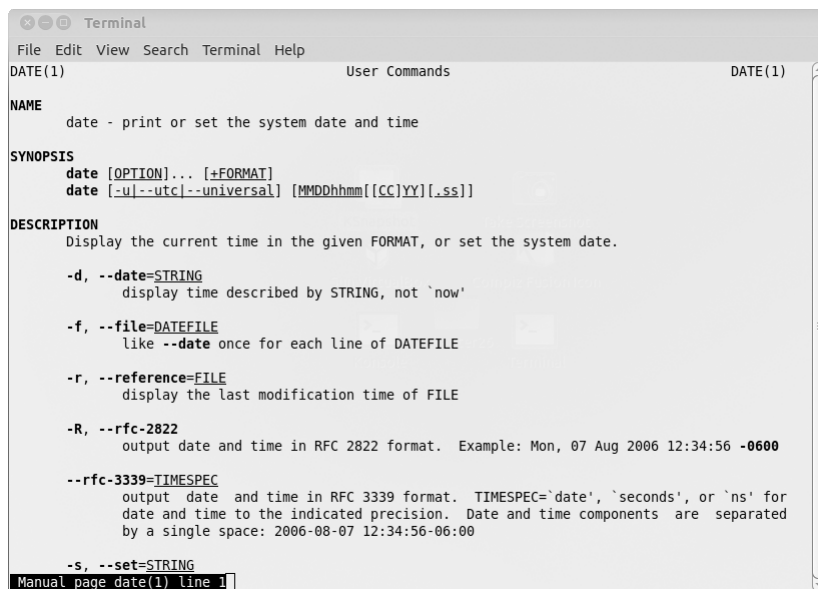 Terminal
File Edit View Search Terminal Help
DATE(1) User Commands DATE(1)
NAME
date - print or set the system date and time
SYNOPSIS
date [OPTION]... [+FORMAT]
date [-u|--utc|--universal] [MMDDhhmm[[CC]YY][.ss]]
DESCRIPTION
Display the current time in the given FORMAT, or set the system date.
-d, --date=STRING
display time described by STRING, not `now'
-f, --file=DATEFILE
like --date once for each line of DATEFILE
-r, --reference=FILE
display the last modification time of FILE
-R, --rfc-2822
output date and time in RFC 2822 format.  Example: Mon, 07 Aug 2006 12:34:56 -0600
--rfc-3339=TIMESPEC
output  date  and time in RFC 3339 format.  TIMESPEC=`date', `seconds', or `ns' for
date and time to the indicated precision.  Date and time components  are  separated
by a single space: 2006-08-07 12:34:56-06:00
-s, --set=STRING
Manual page date(1) line 1